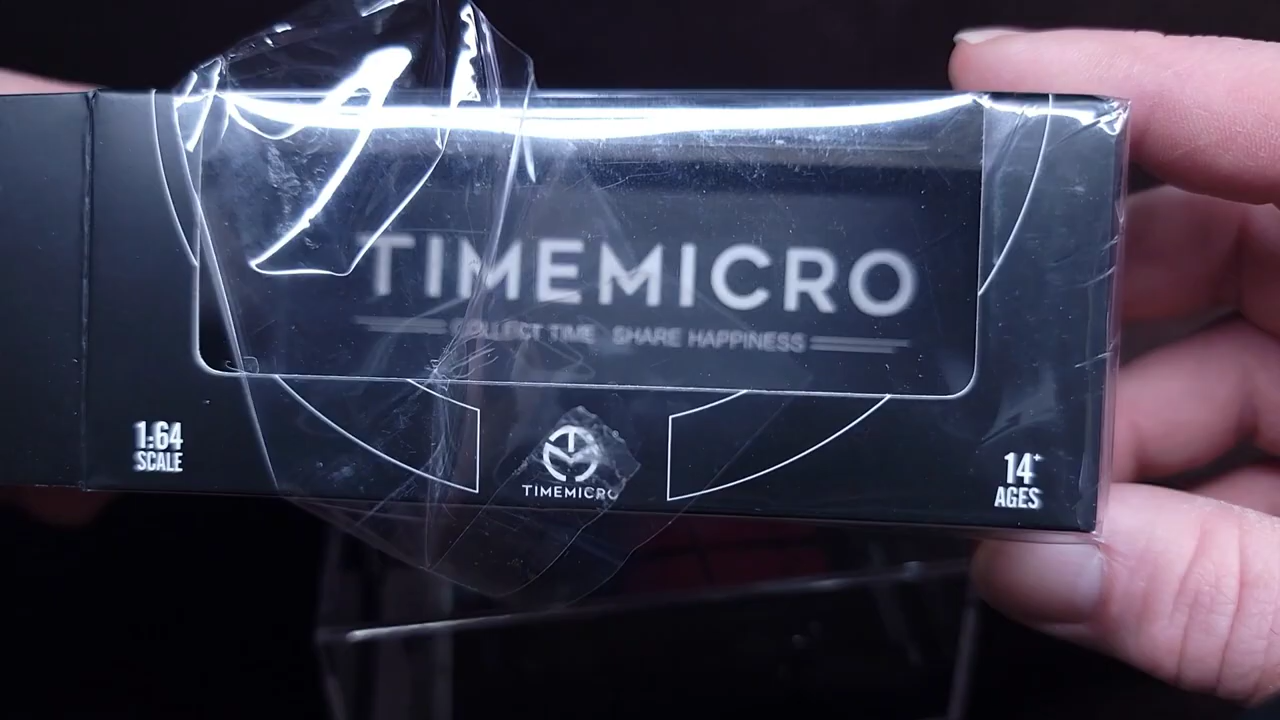 TIMEMICRO
COLLECT TIME SHARE HAPPINESS
1:64
SCALE
TIMEMICRO
14+
AGES